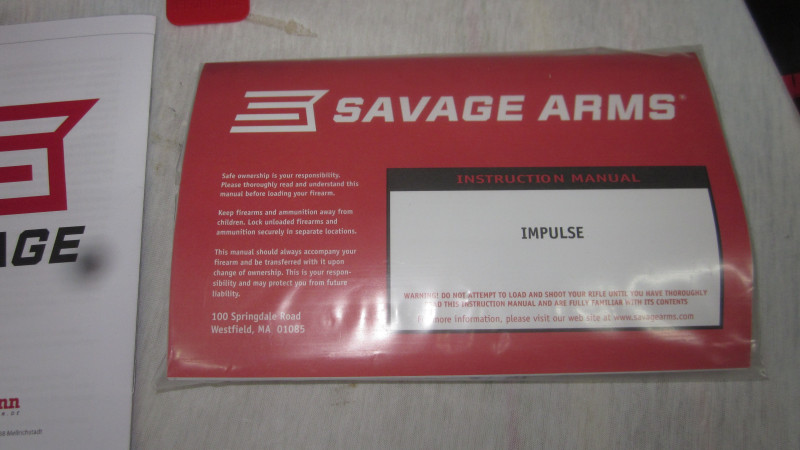 AGE
nn
SAVAGE ARMS®
Safe ownership is your responsibility.
Please thoroughly read and understand this
manual before loading your firearm.
Keep firearms and ammunition away from
children. Lock unloaded firearms and
ammunition securely in separate locations.
This manual should always accompany your
firearm and be transferred with it upon
change of ownership. This is your respon-
sibility and may protect you from future
liability.
100 Springdale Road
Westfield, MA 01085
INSTRUCTION MANUAL
IMPULSE
WARNING! DO NOT ATTEMPT TO LOAD AND SHOOT YOUR RIFLE UNTIL YOU HAVE THOROUGHLY
READ THIS INSTRUCTION MANUAL AND ARE FULLY FAMILIAR WITH ITS CONTENTS
For more information, please visit our web site at www.savagearms.com